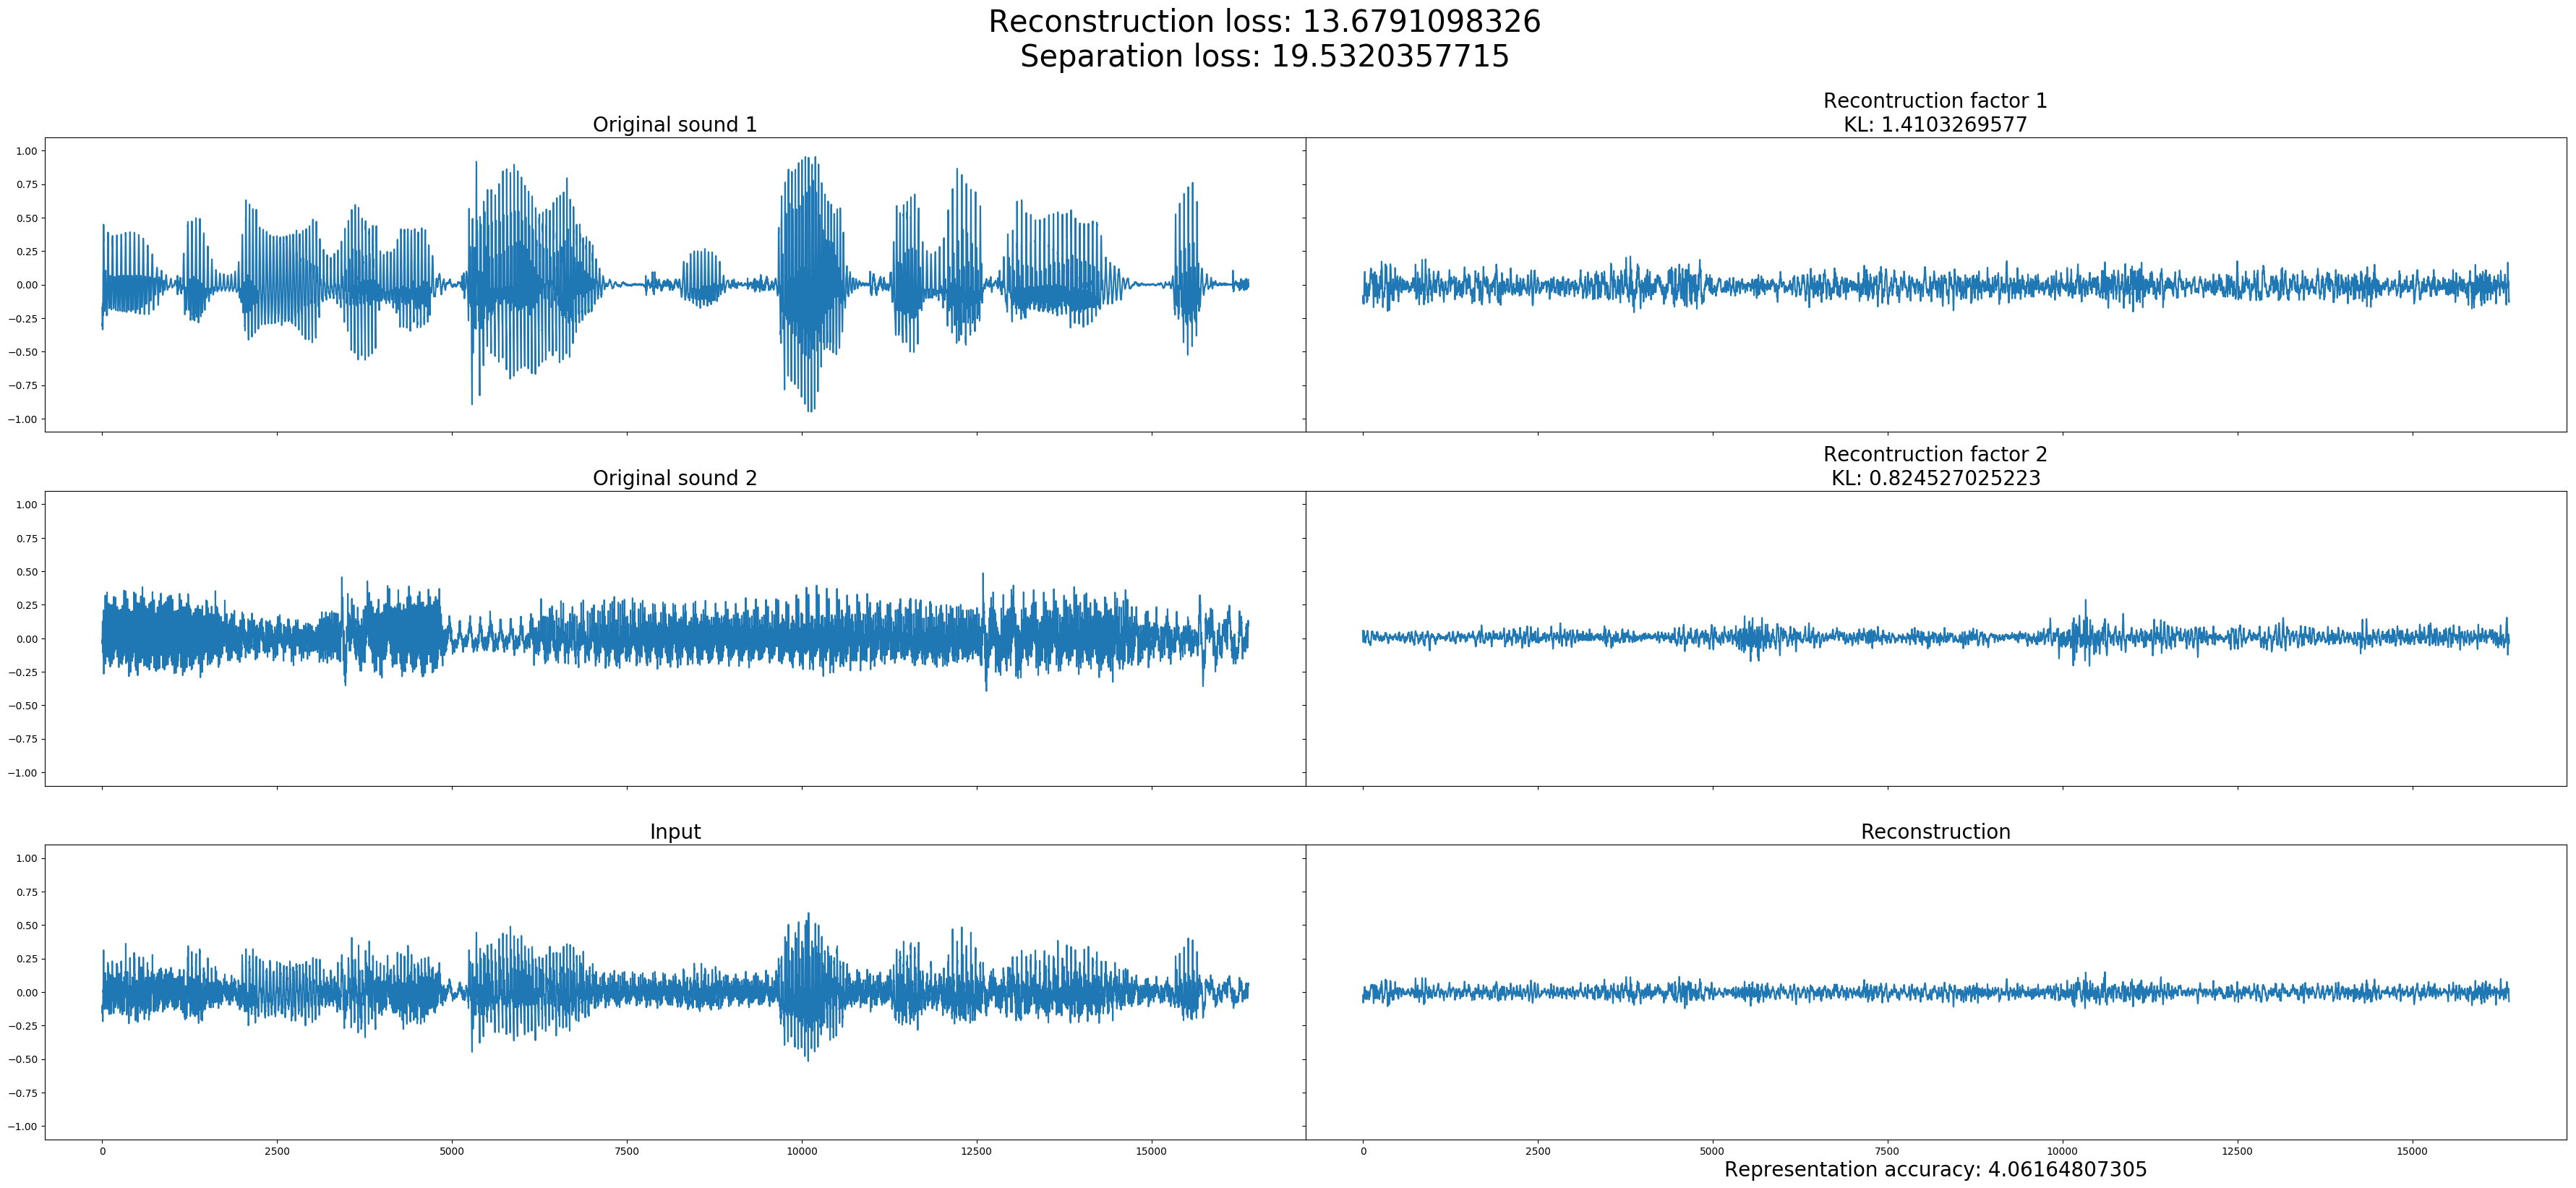 Reconstruction loss: 13.6791098326
Separation loss: 19.5320357715
Original sound 1
Recontruction factor 1
KL: 1.4103269577
1.00
0.75
0.50
0.25
0.00
−0.25
−0.50
−0.75
−1.00
Original sound 2
Recontruction factor 2
KL: 0.824527025223
1.00
0.75
0.50
0.25
0.00
−0.25
−0.50
−0.75
−1.00
Input
Reconstruction
1.00
0.75
0.50
0.25
0.00
−0.25
−0.50
−0.75
−1.00
0 2500 5000 7500 10000 12500 15000
0 2500 5000 7500 10000 12500 15000
Representation accuracy: 4.06164807305